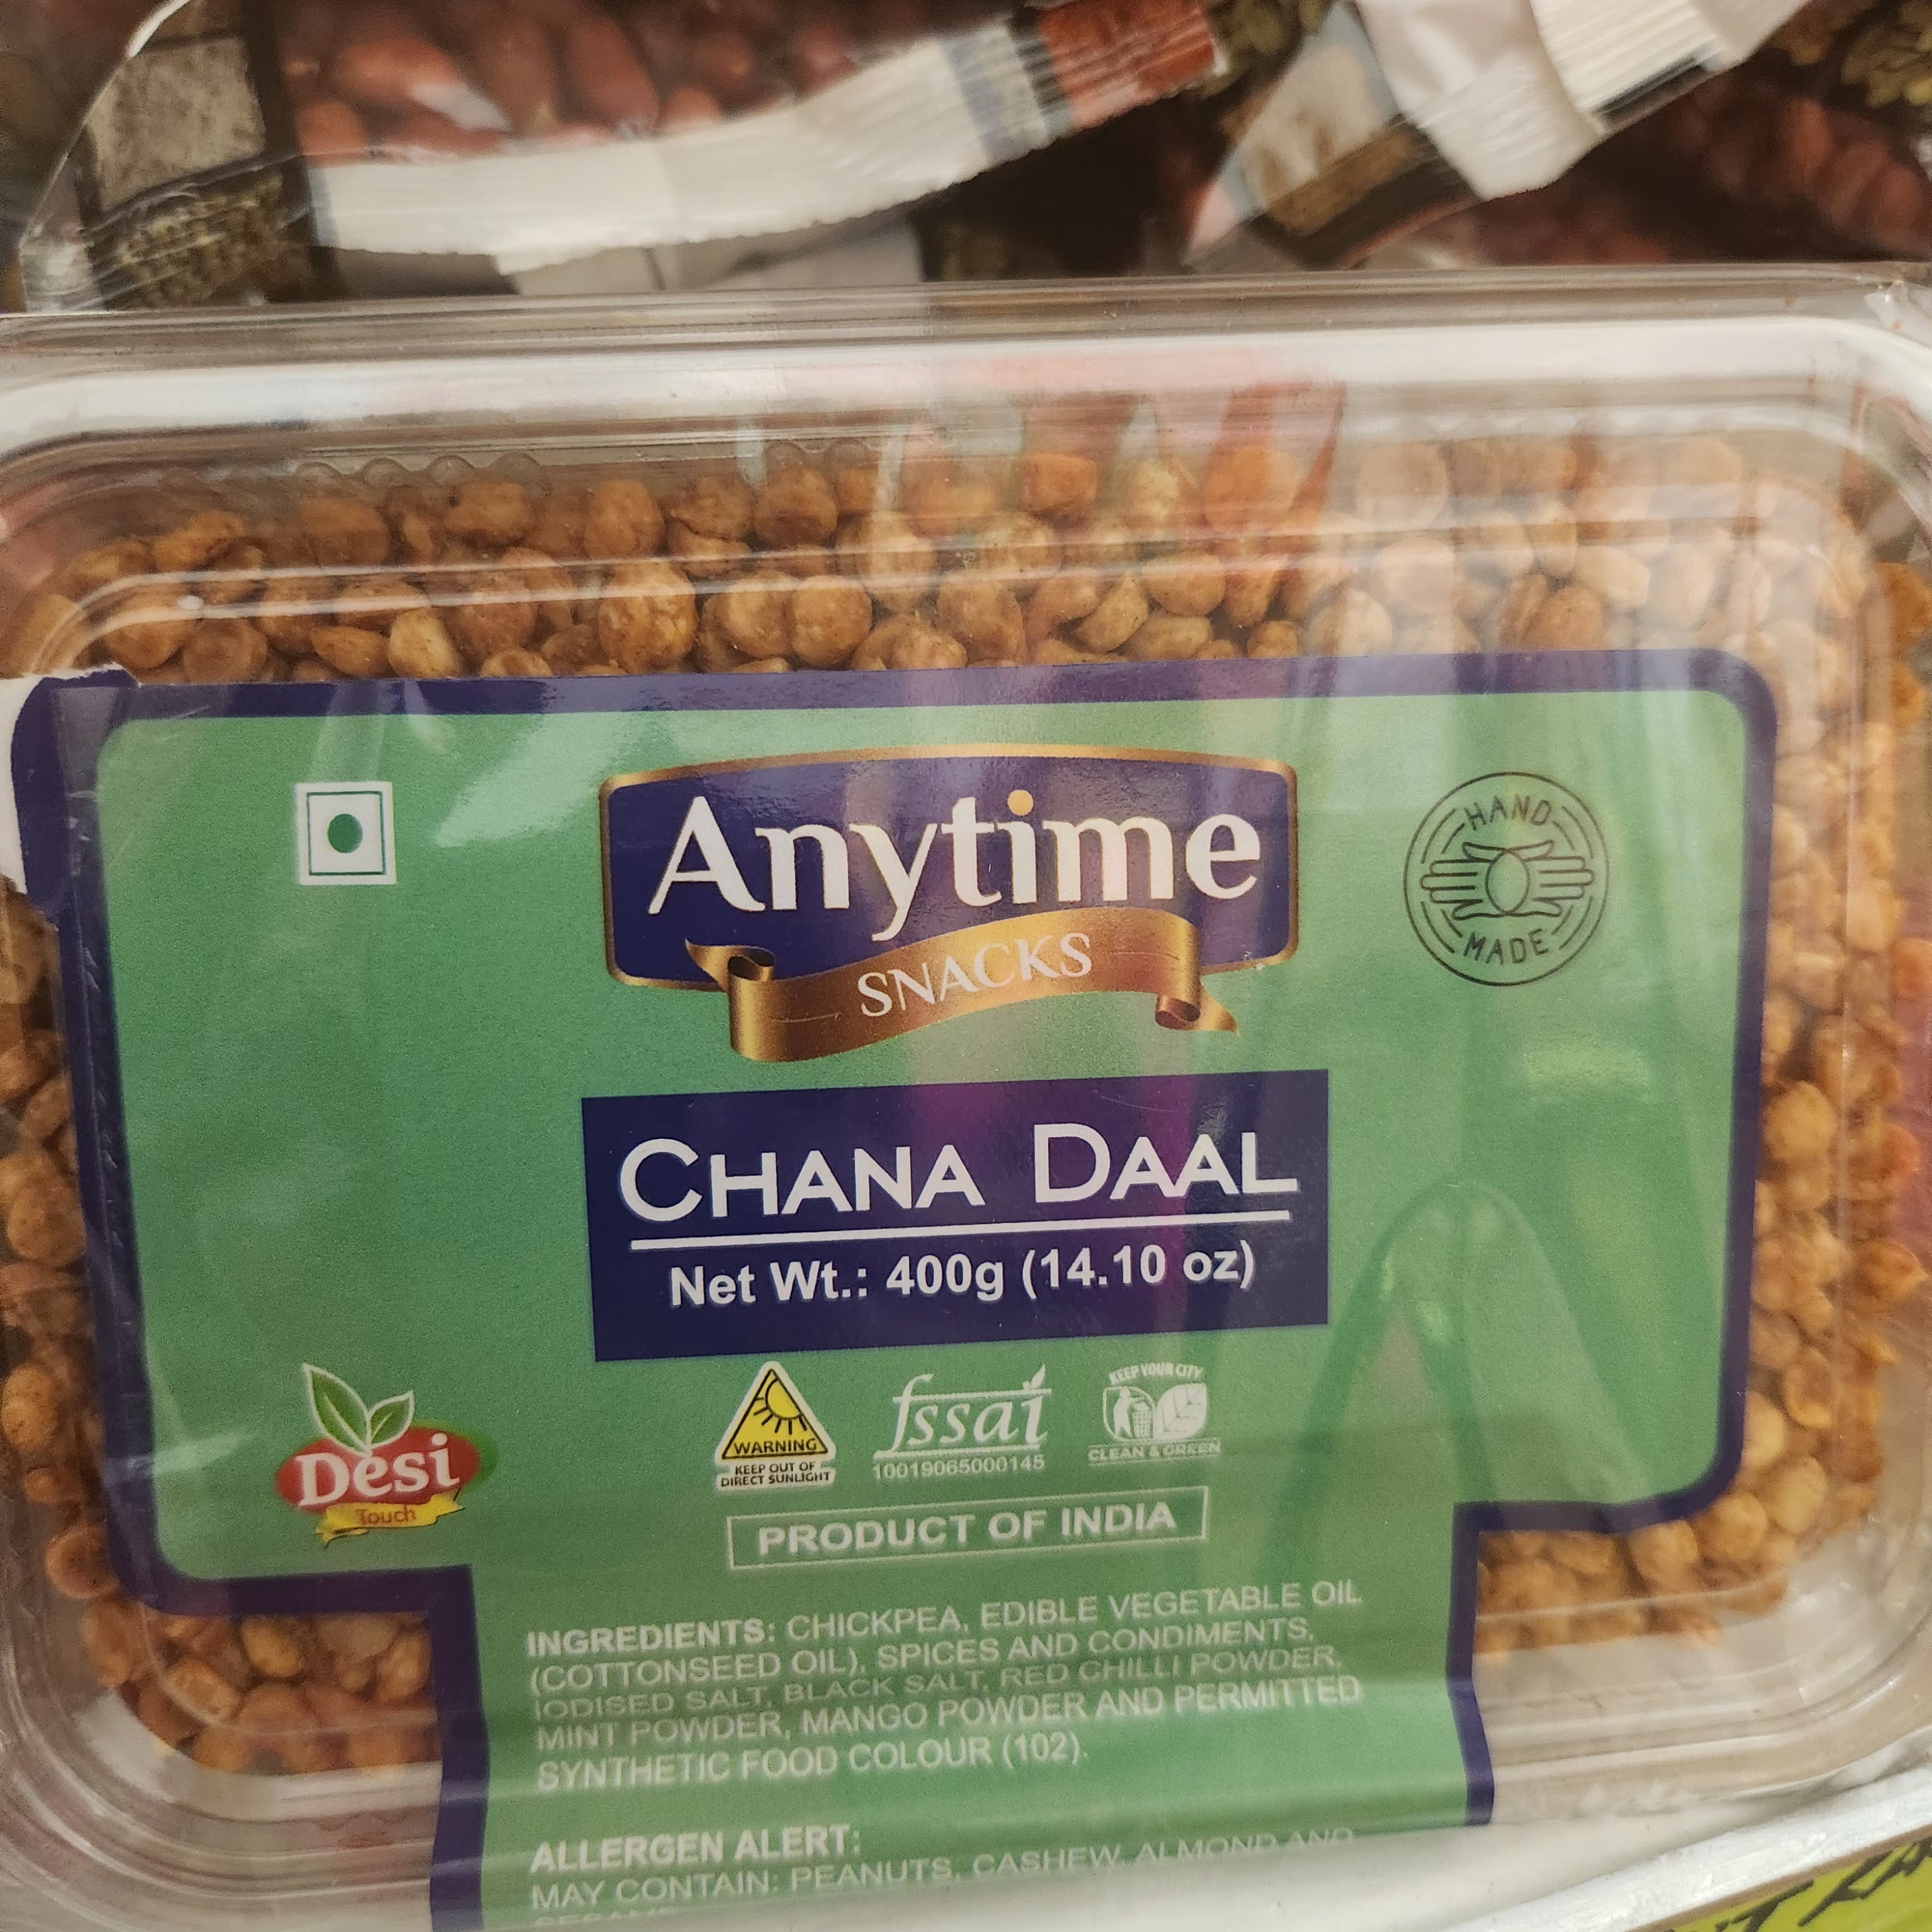 Anytime
SNACKS
HAND
MADE
CHANA DAAL
Net Wt.: 400g (14.10 oz)
Desi
Touch
WARNING
KEEP OUT OF
DIRECT SUNLIGHT
fssai
10019065000145
KEEP YOUR CITY
CLEAN & GREEN
PRODUCT OF INDIA
INGREDIENTS: CHICKPEA, EDIBLE VEGETABLE OIL
(COTTONSEED OIL), SPICES AND CONDIMENTS,
IODISED SALT, BLACK SALT, RED CHILLI POWDER,
MINT POWDER, MANGO POWDER AND PERMITTED
SYNTHETIC FOOD COLOUR (102).
ALLERGEN ALERT:
MAY CONTAIN: PEANUTS, CASHEW, ALMOND AND